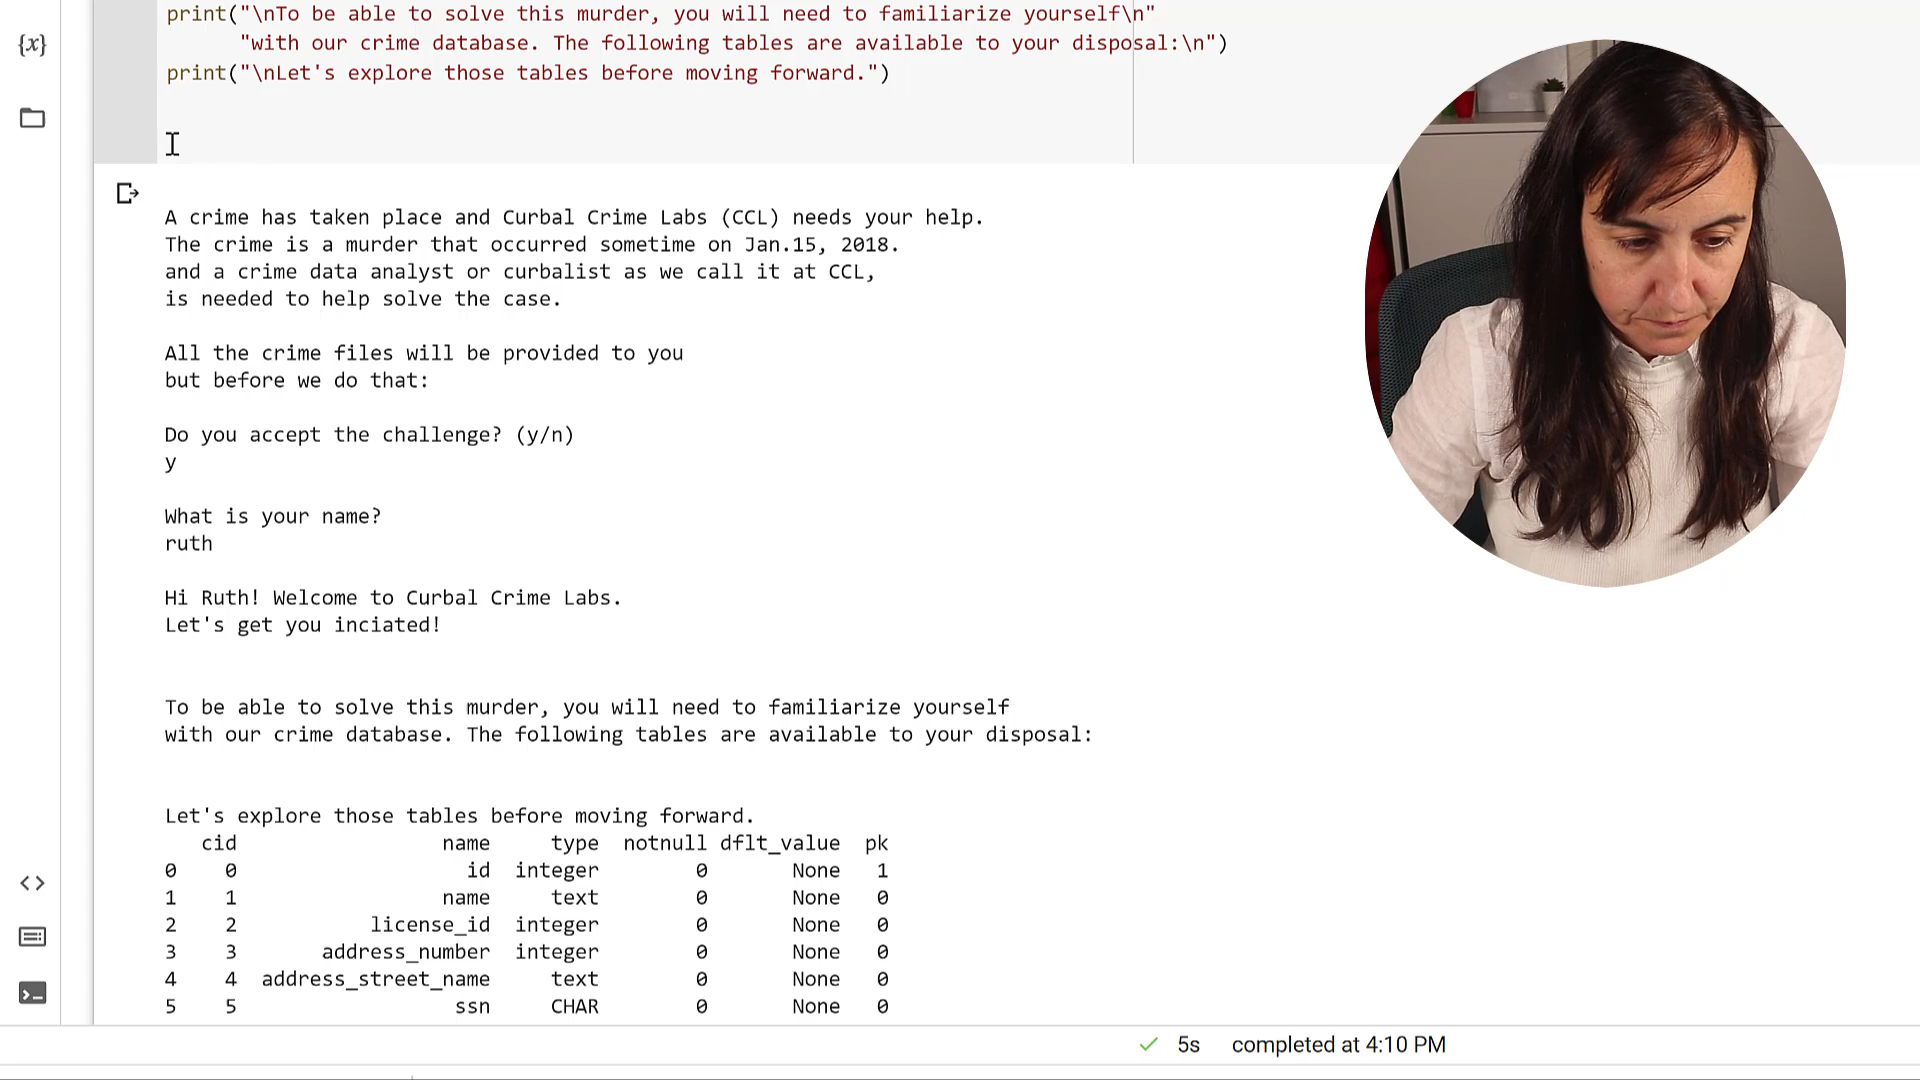 print("\nTo be able to solve this murder, you will need to familiarize yourself\n"
"with our crime database. The following tables are available to your disposal:\n")
print("\nLet's explore those tables before moving forward.")
{x}
A crime has taken place and Curbal Crime Labs (CCL) needs your help.
The crime is a murder that occurred sometime on Jan.15, 2018.
and a crime data analyst or curbalist as we call it at CCL,
is needed to help solve the case.
All the crime files will be provided to you
but before we do that:
Do you accept the challenge? (y/n)
y
What is your name?
ruth
Hi Ruth! Welcome to Curbal Crime Labs.
Let's get you inciated!
To be able to solve this murder, you will need to familiarize yourself
with our crime database. The following tables are available to your disposal:
Let's explore those tables before moving forward.
cid name type notnull dflt_value pk
0 0 id integer 0 None 1
1 1 name text 0 None 0
2 2 license_id integer 0 None 0
3 3 address_number integer 0 None 0
4 4 address_street_name text 0 None 0
5 5 ssn CHAR 0 None 0
5s completed at 4:10 PM